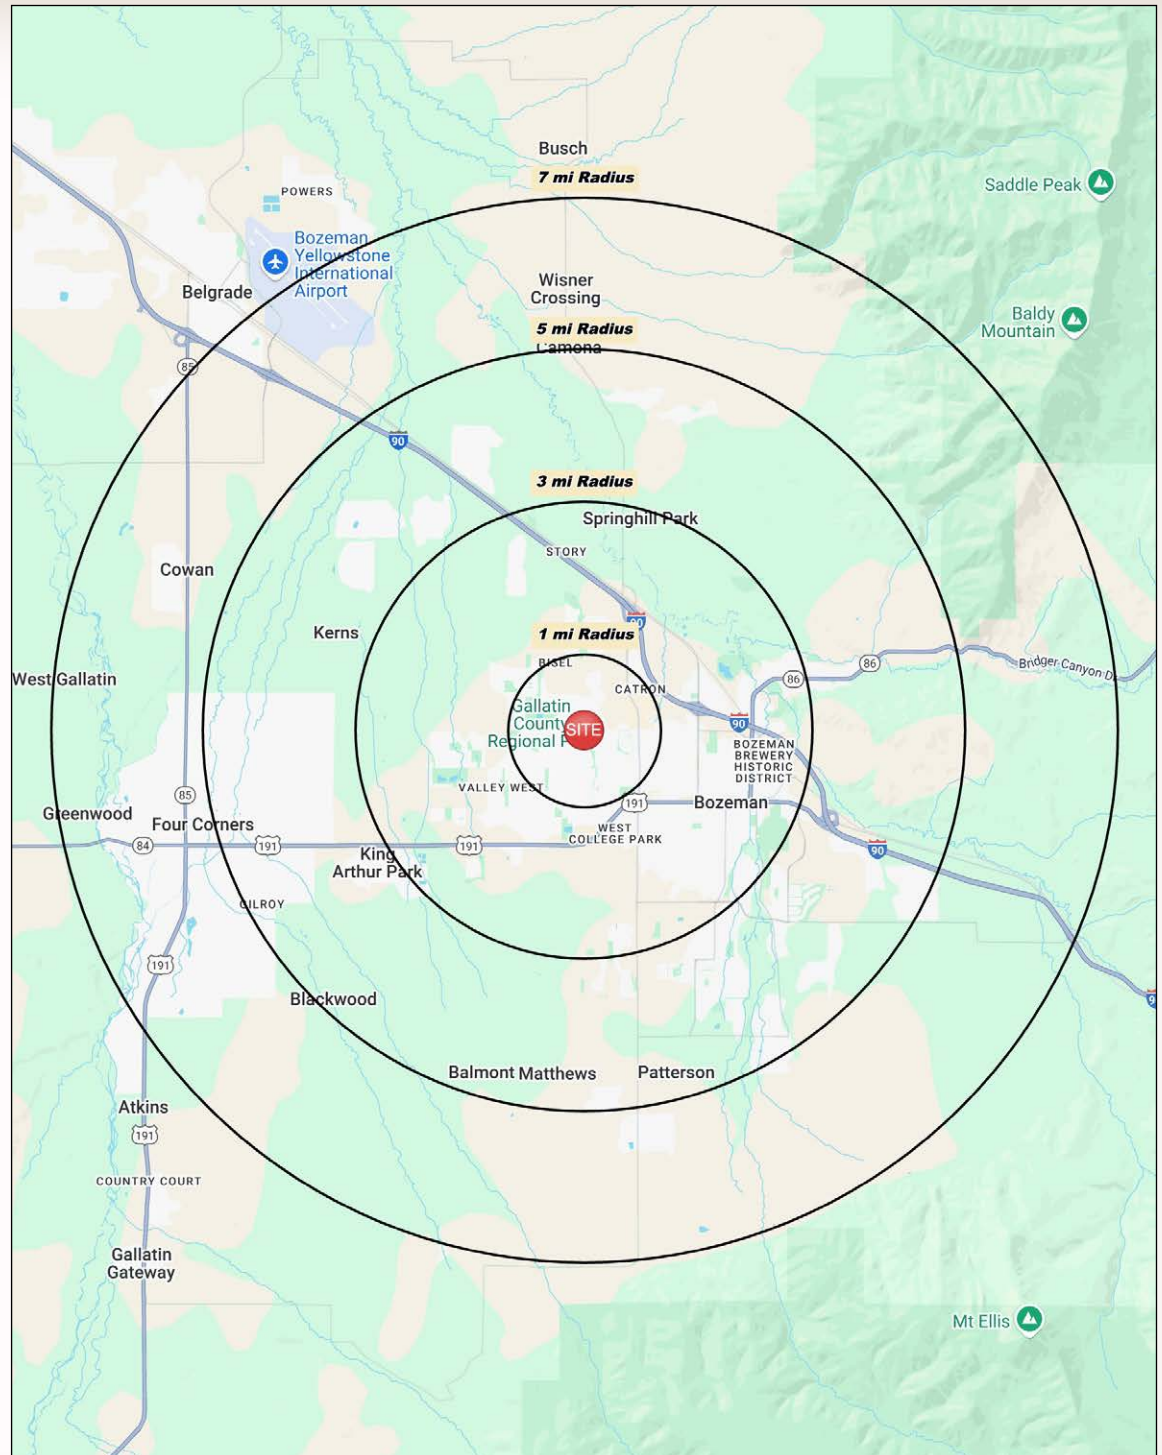 Busch
7 mi Radius
Saddle Peak
POWERS
Bozeman
Yellowstone
International
Airport
Belgrade
Wisner
Crossing
Baldy
Mountain
5 mi Radius
Camona
85
90
3 mi Radius
Springhill Park
STORY
Cowan
90
Kerns
1 mi Radius
BISEL
86
86
Bridger Canyon D
West Gallatin
CATRON
Gallatin
County
Regional P
SITE
90
BOZEMAN
BREWERY
HISTORIC
DISTRICT
VALLEY WEST
85
191
Bozeman
Greenwood
Four Corners
WEST
COLLEGE PARK
84
191
191
90
King
Arthur Park
GILROY
191
Blackwood
9
Balmont
Matthews
Patterson
Atkins
191
COUNTRY COURT
Gallatin
Gateway
Mt Ellis